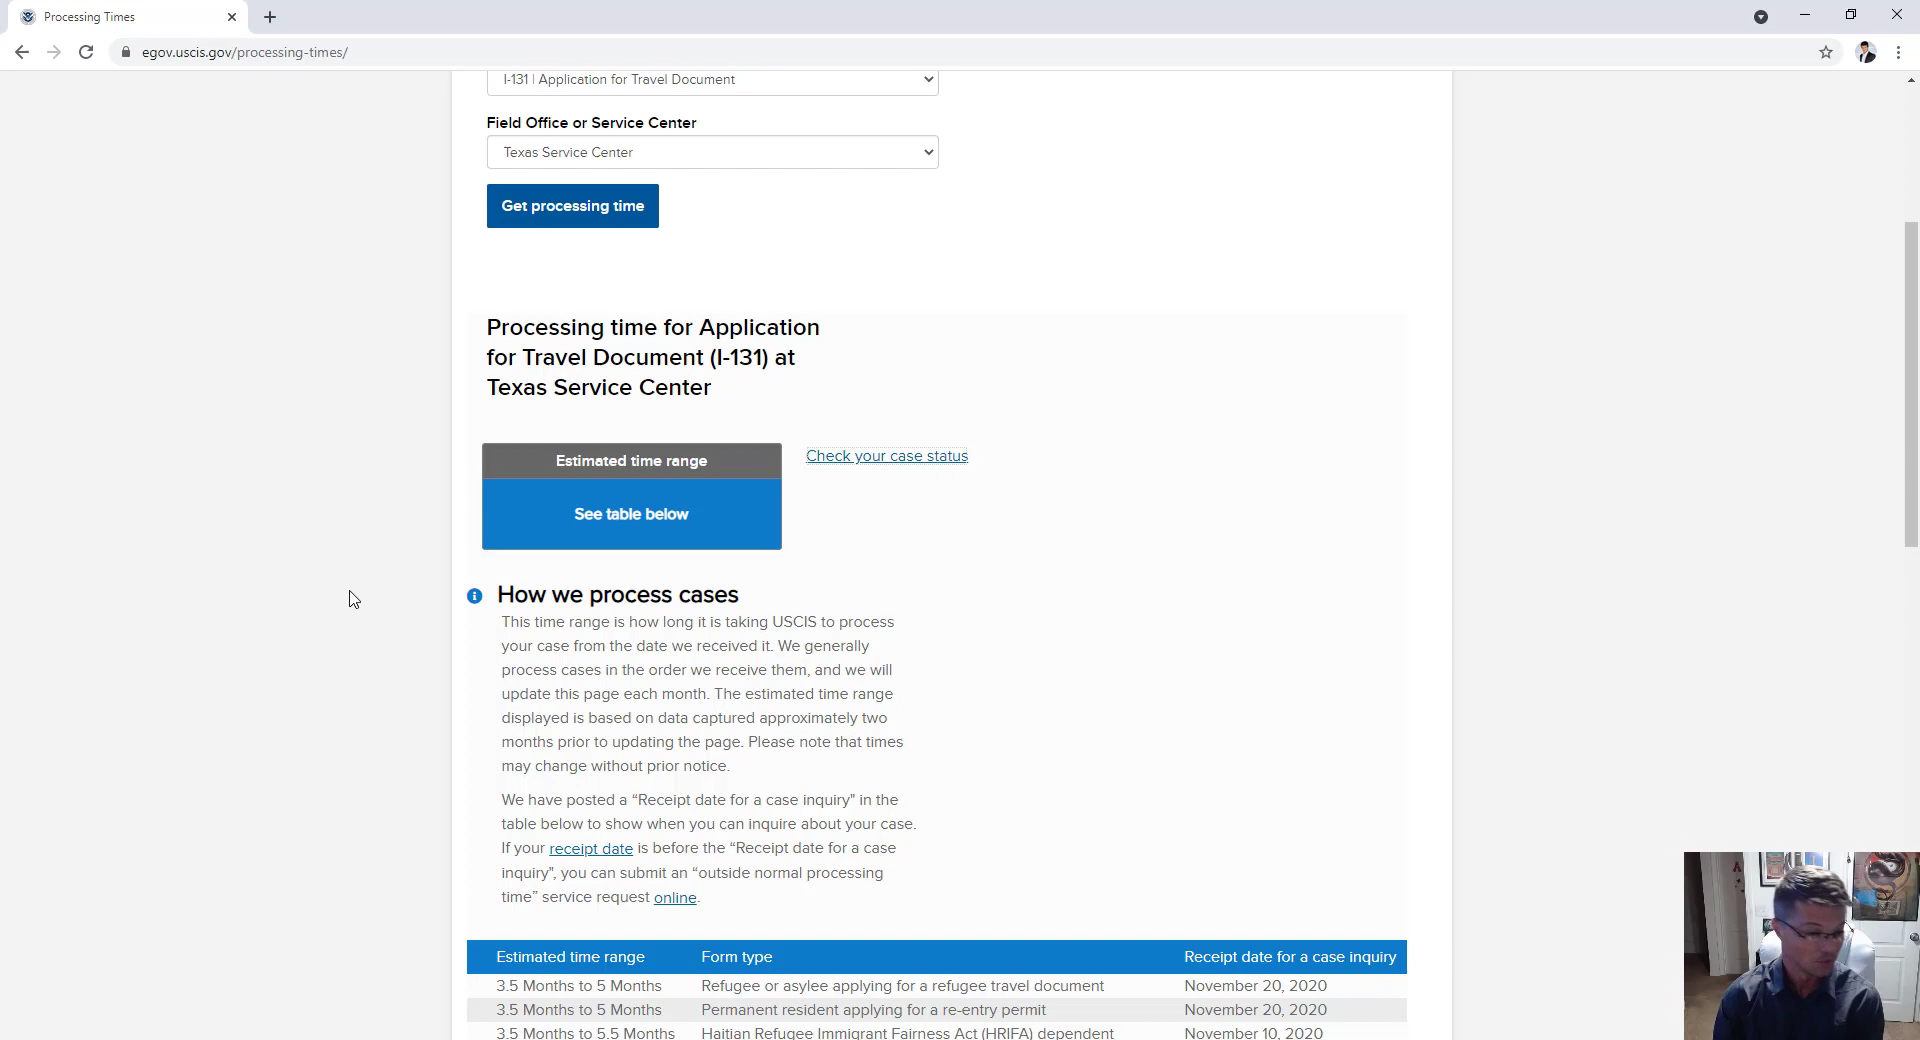 Processing Times
egov.uscis.gov/processing-times/
I-131 | Application for Travel Document
Field Office or Service Center
Texas Service Center
Get processing time
Processing time for Application
for Travel Document (I-131) at
Texas Service Center
Estimated time range
See table below
Check your case status
How we process cases
This time range is how long it is taking USCIS to process
your case from the date we received it. We generally
process cases in the order we receive them, and we will
update this page each month. The estimated time range
displayed is based on data captured approximately two
months prior to updating the page. Please note that times
may change without prior notice.
We have posted a “Receipt date for a case inquiry" in the
table below to show when you can inquire about your case.
If your receipt date is before the “Receipt date for a case
inquiry”, you can submit an “outside normal processing
time” service request online.
Estimated time range Form type Receipt date for a case inquiry
3.5 Months to 5 Months Refugee or asylee applying for a refugee travel document November 20, 2020
3.5 Months to 5 Months Permanent resident applying for a re-entry permit November 20, 2020
3.5 Months to 5.5 Months Haitian Refugee Immigrant Fairness Act (HRIFA) dependent November 10, 2020